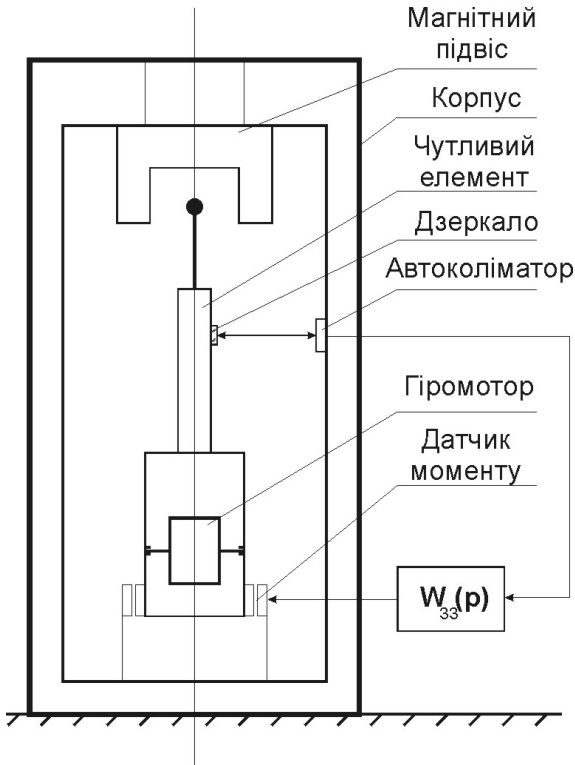 Магнітний
підвіс
Корпус
Чутливий
елемент
Дзеркало
Автоколіматор
Гіромотор
Датчик
моменту
W33(p)